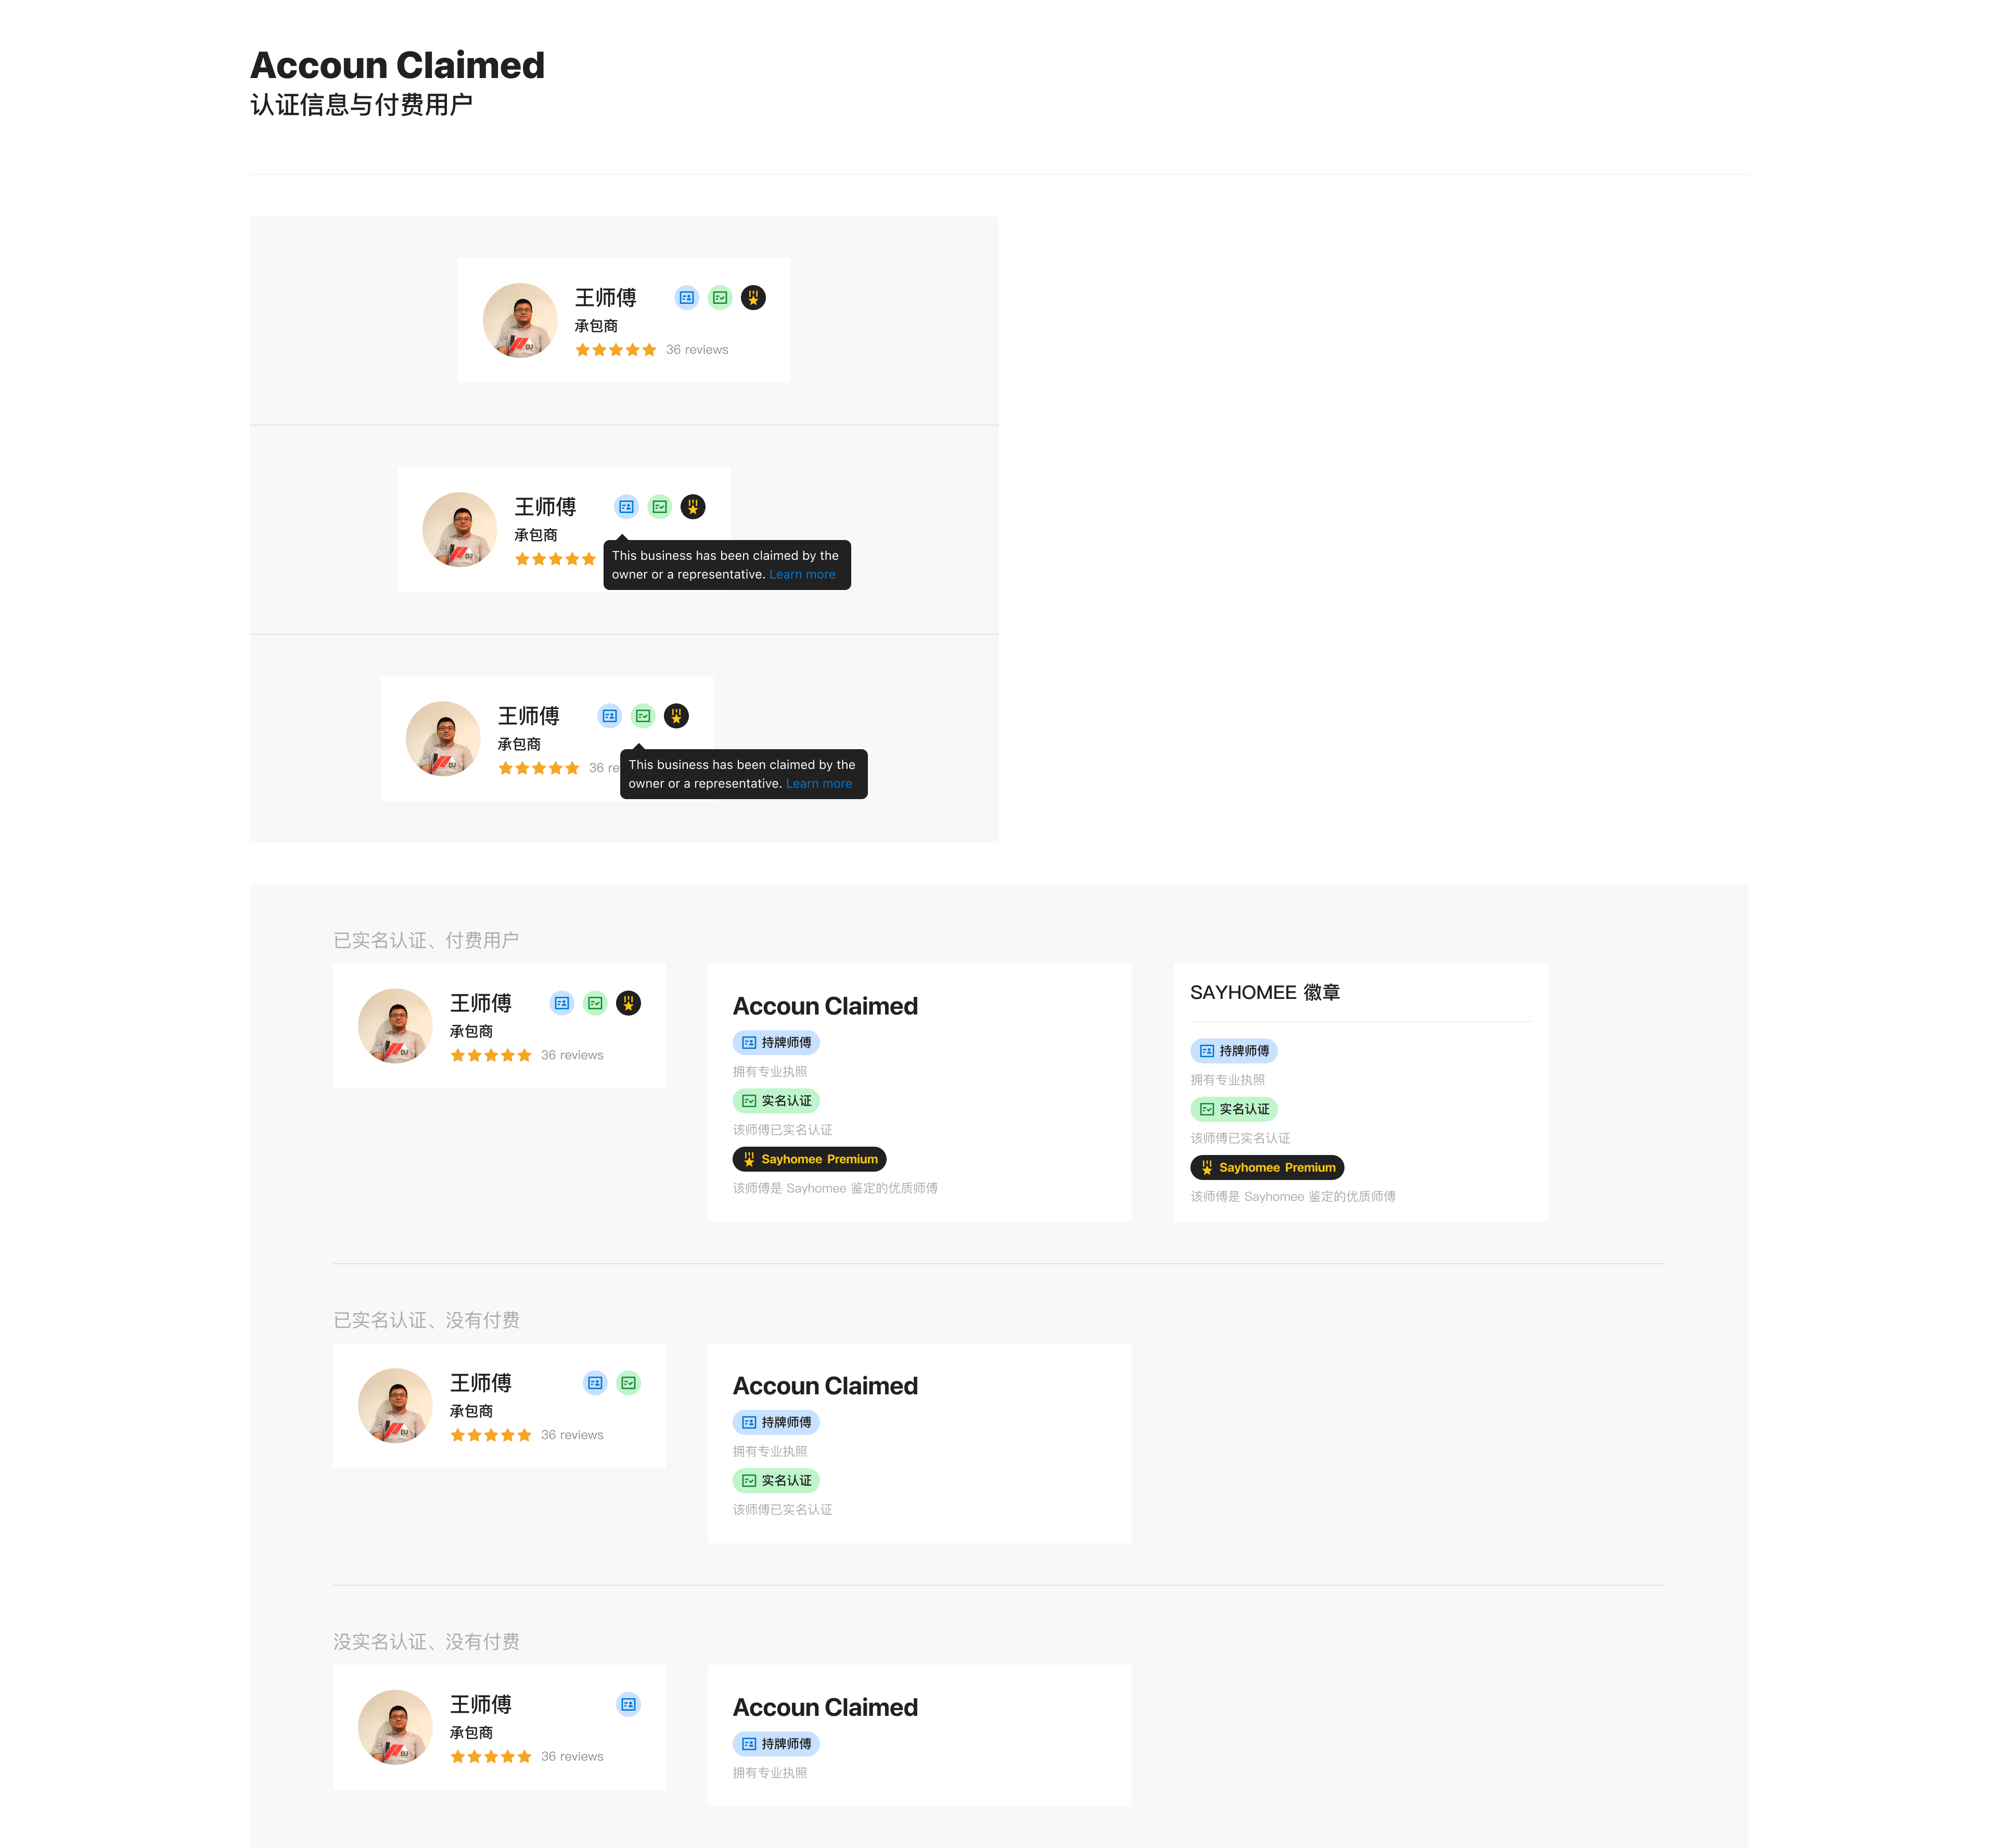 Accoun Claimed
认证信息与付费用户
王师傅
承包商
36 reviews
王师傅
承包商
This business has been claimed by the
owner or a representative. Learn more
王师傅
承包商
36 re
This business has been claimed by the
owner or a representative. Learn more
已实名认证、付费用户
王师傅
承包商
36 reviews
Accoun Claimed
持牌师傅
拥有专业执照
实名认证
该师傅已实名认证
Sayhomee Premium
该师傅是 Sayhomee 鉴定的优质师傅
SAYHOMEE 徽章
持牌师傅
拥有专业执照
实名认证
该师傅已实名认证
Sayhomee Premium
该师傅是 Sayhomee 鉴定的优质师傅
已实名认证、没有付费
王师傅
承包商
36 reviews
Accoun Claimed
持牌师傅
拥有专业执照
实名认证
该师傅已实名认证
没实名认证、没有付费
王师傅
承包商
36 reviews
Accoun Claimed
持牌师傅
拥有专业执照